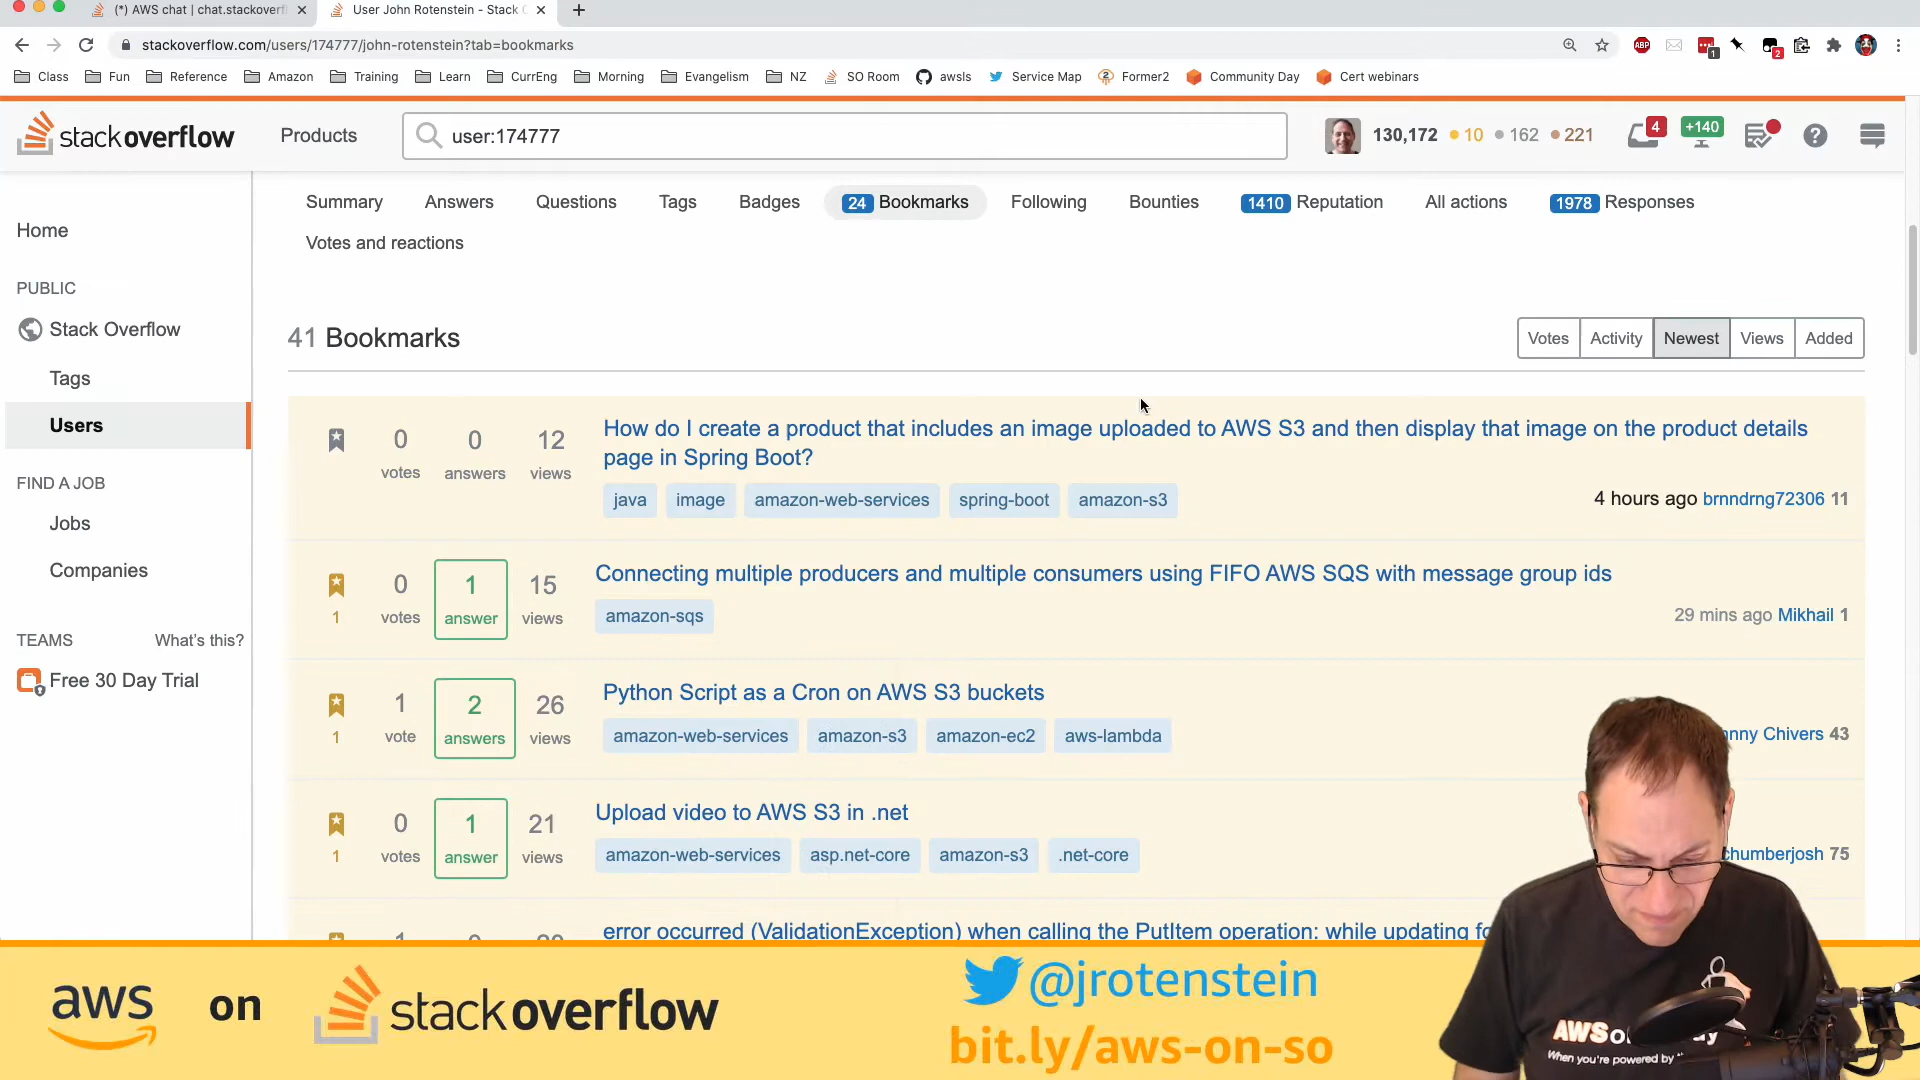 (*) AWS chat | chat.stackoverfl
User John Rotenstein - Stack O
stackoverflow.com/users/174777/john-rotenstein?tab=bookmarks
ABP
1
2
Class Fun Reference Amazon Training Learn CurrEng Morning Evangelism NZ SO Room awsls Service Map Former2 Community Day Cert webinars
stackoverflow Products user:174777 130,172 10 162 221 4 +140
Summary Answers Questions Tags Badges 24 Bookmarks Following Bounties 1410 Reputation All actions 1978 Responses
Votes and reactions
Home
PUBLIC
Stack Overflow
Tags
Users
FIND A JOB
Jobs
Companies
TEAMS What's this?
Free 30 Day Trial
41 Bookmarks Votes Activity Newest Views Added
0 votes 0 answers 12 views
How do I create a product that includes an image uploaded to AWS S3 and then display that image on the product details
page in Spring Boot?
java image amazon-web-services spring-boot amazon-s3
4 hours ago brnndrng72306 11
1 0 votes 1 answer 15 views
Connecting multiple producers and multiple consumers using FIFO AWS SQS with message group ids
amazon-sqs
29 mins ago Mikhail 1
1 1 vote 2 answers 26 views
Python Script as a Cron on AWS S3 buckets
amazon-web-services amazon-s3 amazon-ec2 aws-lambda
Chivers 43
1 0 votes 1 answer 21 views
Upload video to AWS S3 in .net
amazon-web-services asp.net-core amazon-s3 .net-core
chumberjosh 75
error occurred (ValidationException) when calling the PutItem operation: while updating
aws on stackoverflow
@jrotenstein
bit.ly/aws-on-so
When you're powered by